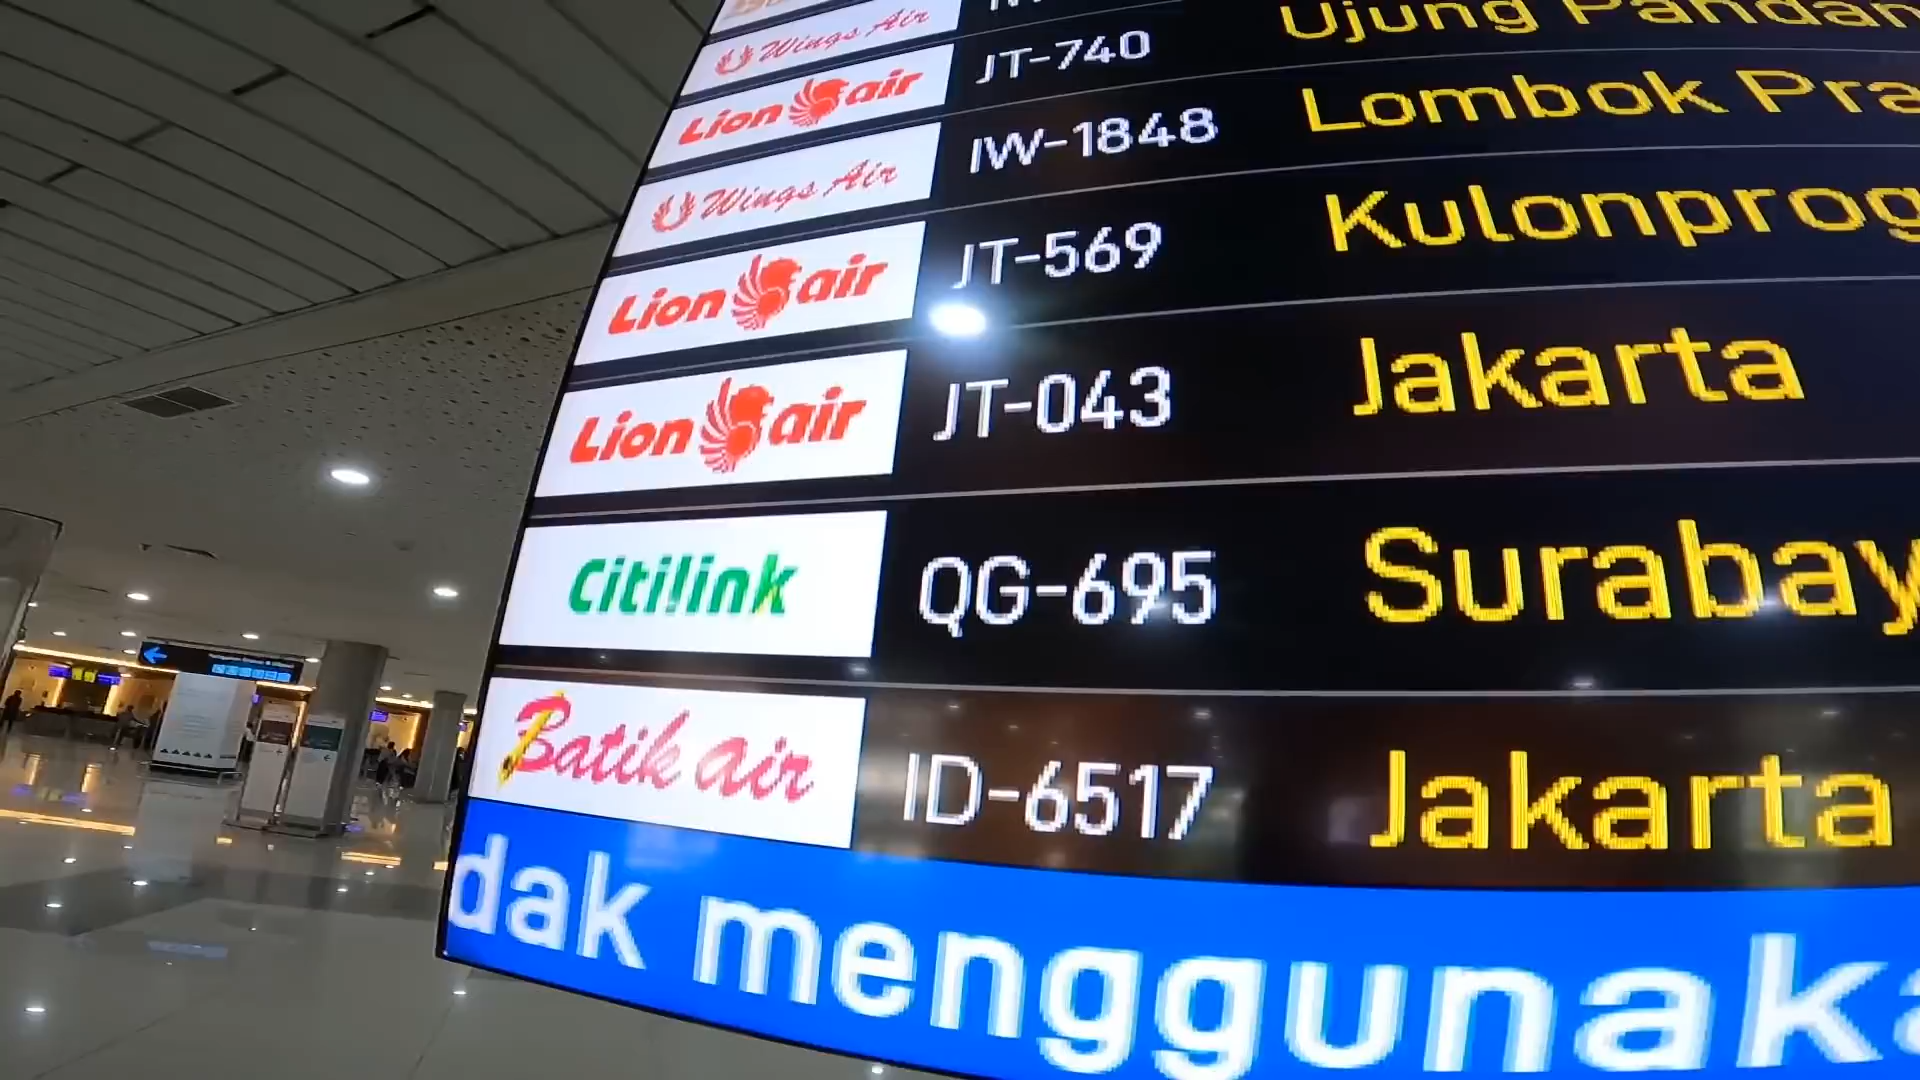 Wings Air
Lion air JT-740 Ujung Pandan
Wings Air IW-1848 Lombok Pra
Lion air JT-569 Kulonprog
Lion air JT-043 Jakarta
Citilink QG-695 Surabay
Batik air ID-6517 Jakarta
dak menggunaka